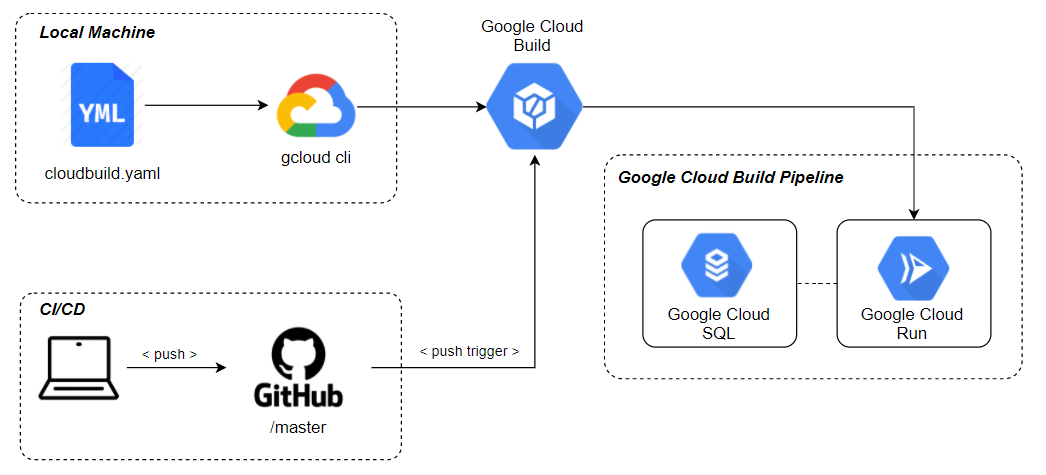 Local Machine
YML
cloudbuild.yaml
gcloud cli
Google Cloud
Build
Google Cloud Build Pipeline
Google Cloud
SQL
Google Cloud
Run
CI/CD
< push >
GitHub
/master
< push trigger >